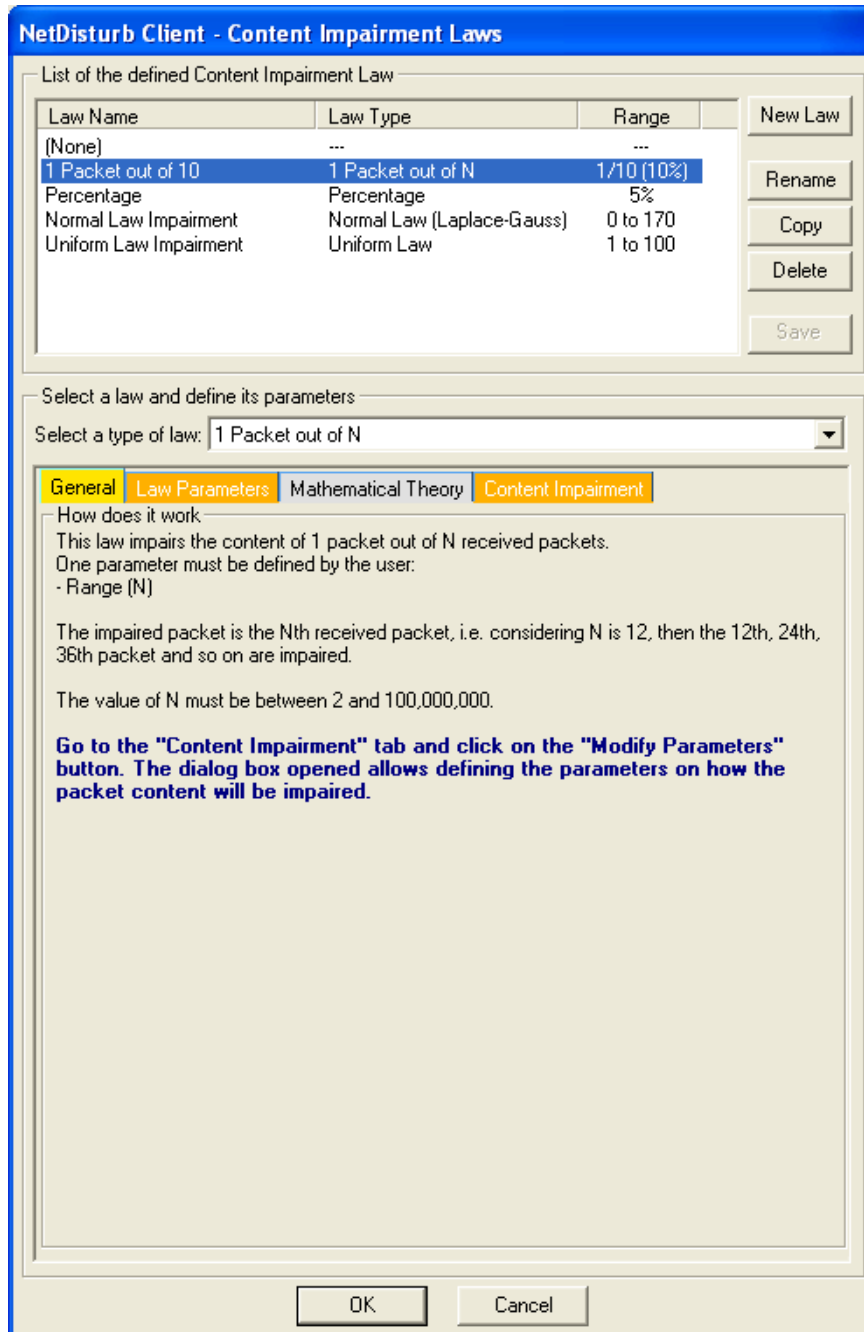 NetDisturb Client - Content Impairment Laws
List of the defined Content Impairment Law
Law Name Law Type Range
(None) --- ---
1 Packet out of 10 1 Packet out of N 1/10 (10%)
Percentage Percentage 5%
Normal Law Impairment Normal Law (Laplace-Gauss) 0 to 170
Uniform Law Impairment Uniform Law 1 to 100
New Law
Rename
Copy
Delete
Save
Select a law and define its parameters
Select a type of law: 1 Packet out of N
General Law Parameters Mathematical Theory Content Impairment
How does it work
This law impairs the content of 1 packet out of N received packets.
One parameter must be defined by the user:
- Range (N)
The impaired packet is the Nth received packet, i.e. considering N is 12, then the 12th, 24th,
36th packet and so on are impaired.
The value of N must be between 2 and 100,000,000.
Go to the "Content Impairment" tab and click on the "Modify Parameters"
button. The dialog box opened allows defining the parameters on how the
packet content will be impaired.
OK Cancel